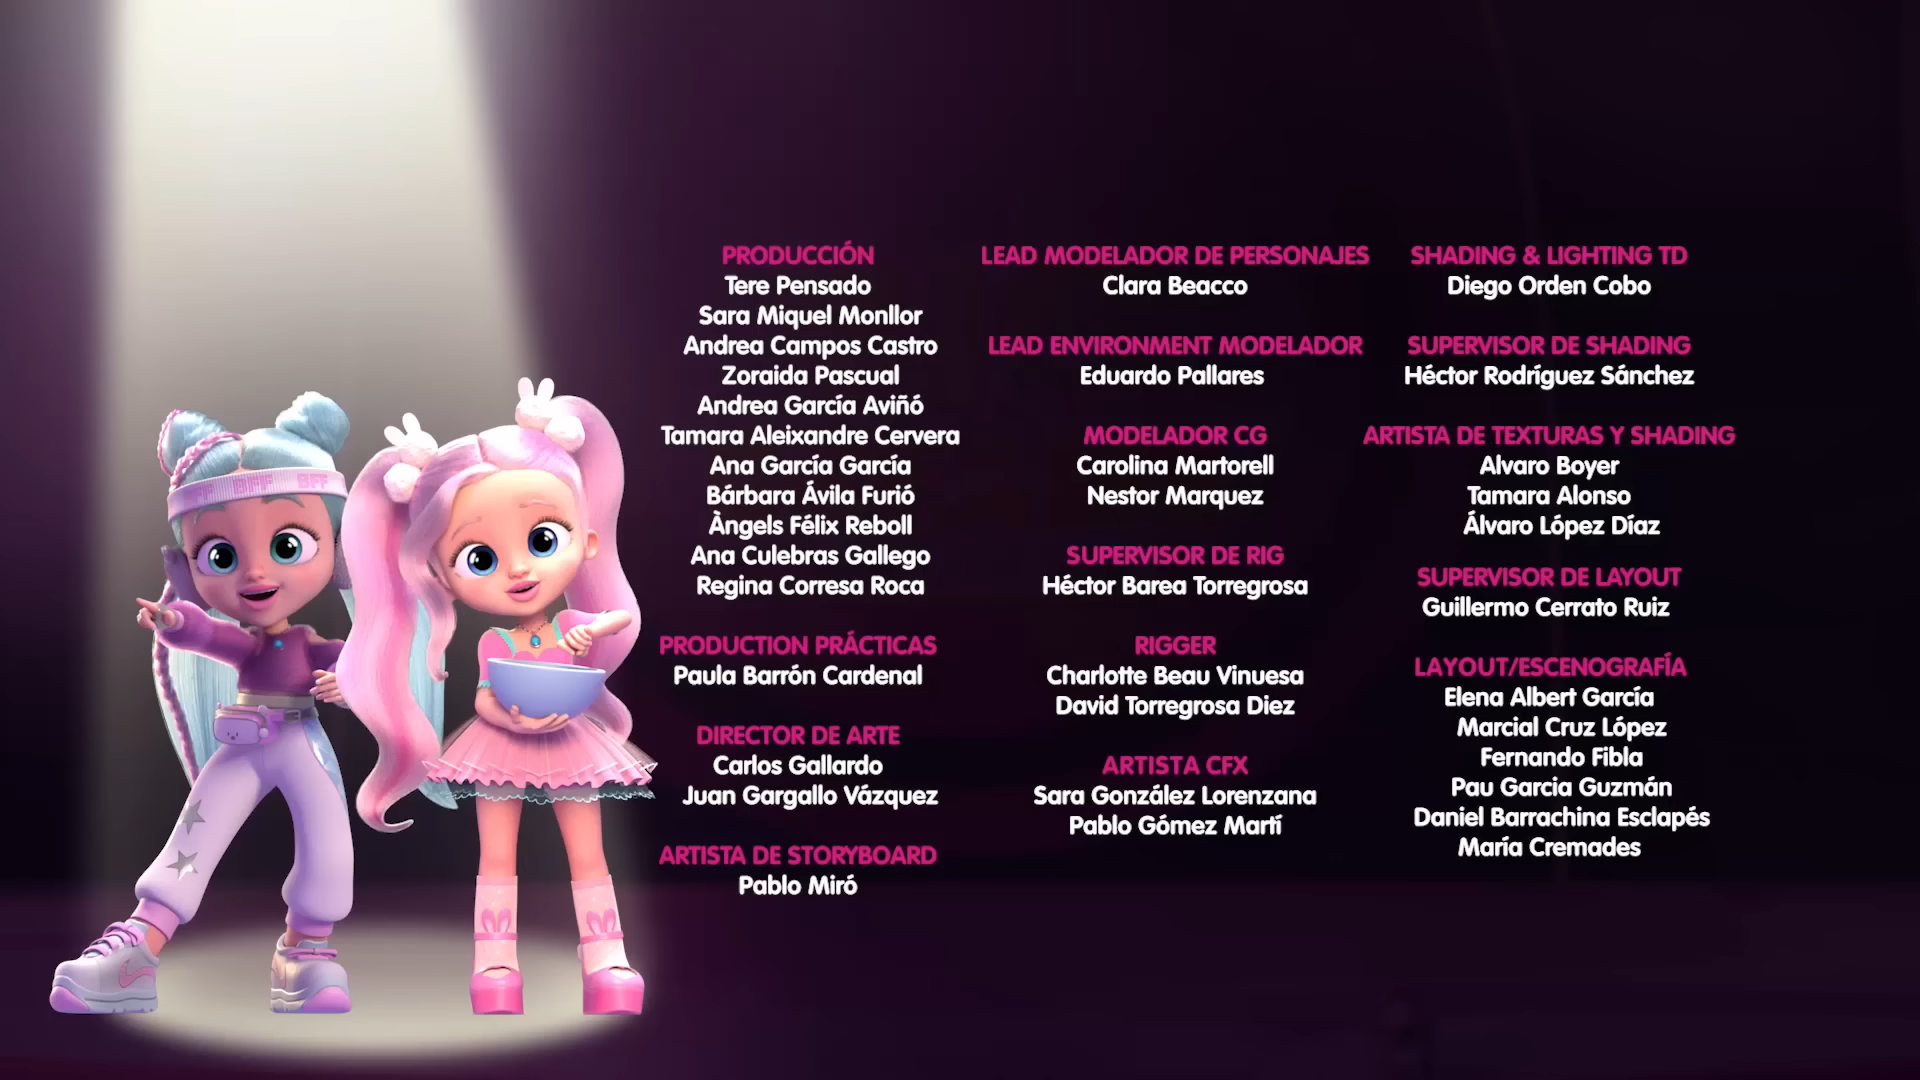 PRODUCCIÓN
Tere Pensado
Sara Miquel Monllor
Andrea Campos Castro
Zoraida Pascual
Andrea García Aviñó
Tamara Aleixandre Cervera
Ana García García
Bárbara Ávila Furió
Àngels Félix Reboll
Ana Culebras Gallego
Regina Corresa Roca
PRODUCTION PRÁCTICAS
Paula Barrón Cardenal
DIRECTOR DE ARTE
Carlos Gallardo
Juan Gargallo Vázquez
ARTISTA DE STORYBOARD
Pablo Miró
LEAD MODELADOR DE PERSONAJES
Clara Beacco
LEAD ENVIRONMENT MODELADOR
Eduardo Pallares
MODELADOR CG
Carolina Martorell
Nestor Marquez
SUPERVISOR DE RIG
Héctor Barea Torregrosa
RIGGER
Charlotte Beau Vinuesa
David Torregrosa Diez
ARTISTA CFX
Sara González Lorenzana
Pablo Gómez Martí
SHADING & LIGHTING TD
Diego Orden Cobo
SUPERVISOR DE SHADING
Héctor Rodríguez Sánchez
ARTISTA DE TEXTURAS Y SHADING
Alvaro Boyer
Tamara Alonso
Álvaro López Díaz
SUPERVISOR DE LAYOUT
Guillermo Cerrato Ruiz
LAYOUT/ESCENOGRAFÍA
Elena Albert García
Marcial Cruz López
Fernando Fibla
Pau Garcia Guzmán
Daniel Barrachina Esclapés
María Cremades
BFF BFF BFF